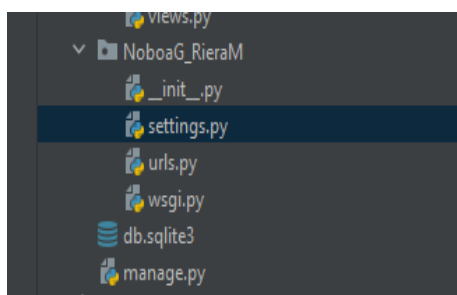 views.py
NoboaG_RieraM
__init__.py
settings.py
urls.py
wsgi.py
db.sqlite3
manage.py